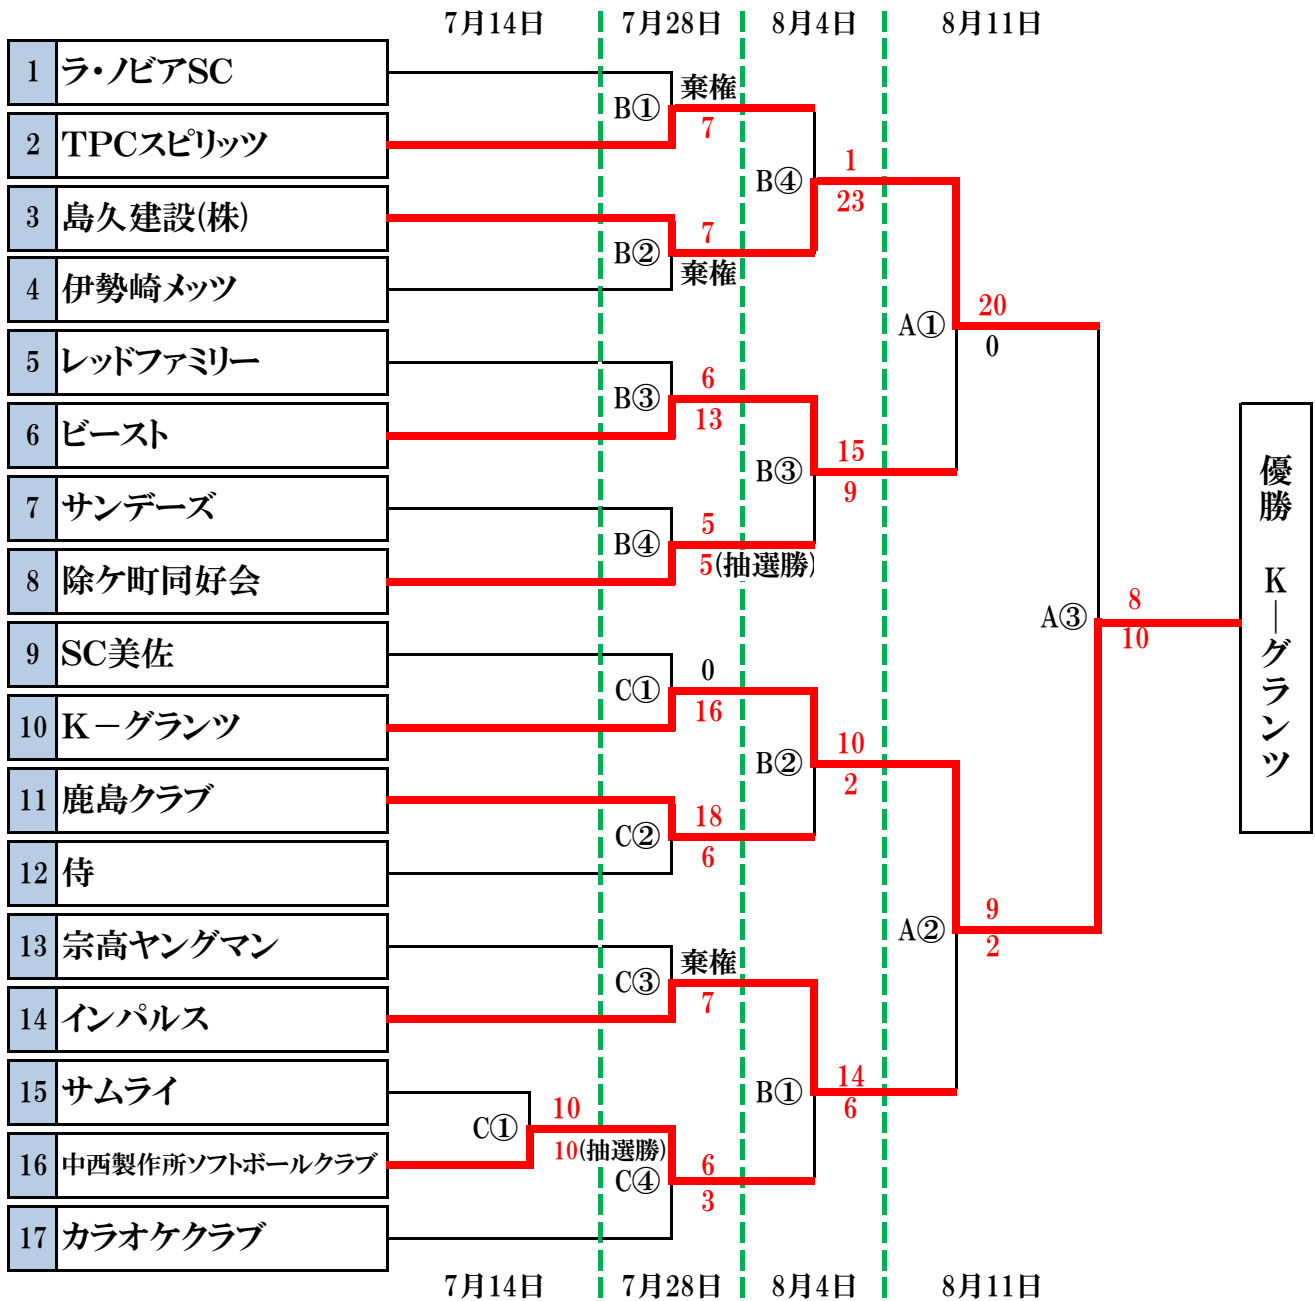 7月14日 7月28日 8月4日 8月11日
1 ラ・ノビアSC
2 TPCスピリッツ
3 島久建設(株)
4 伊勢崎メッツ
5 レッドファミリー
6 ビースト
7 サンデーズ
8 除ケ町同好会
9 SC美佐
10 K－グランツ
11 鹿島クラブ
12 侍
13 宗高ヤングマン
14 インパルス
15 サムライ
16 中西製作所ソフトボールクラブ
17 カラオケクラブ
C①
10
10(抽選勝)
B①
棄権
7
B②
7
棄権
B③
6
13
B④
5
5(抽選勝)
C①
0
16
C②
18
6
C③
棄権
7
C④
6
3
B④
1
23
B③
15
9
B②
10
2
B①
14
6
A①
20
0
A②
9
2
A③
8
10
優勝 K―グランツ
7月14日 7月28日 8月4日 8月11日